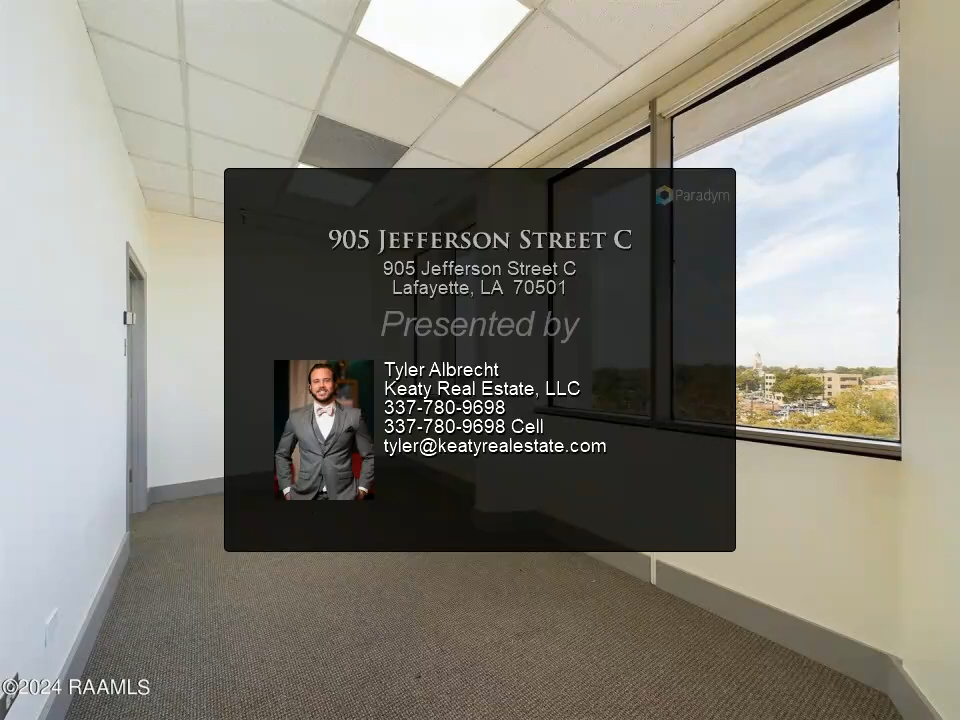 Paradym
905 Jefferson Street C
905 Jefferson Street C
Lafayette, LA 70501
Presented by
Tyler Albrecht
Keaty Real Estate, LLC
337-780-9698
337-780-9698 Cell
tyler@keatyrealestate.com
©2024 RAAMLS